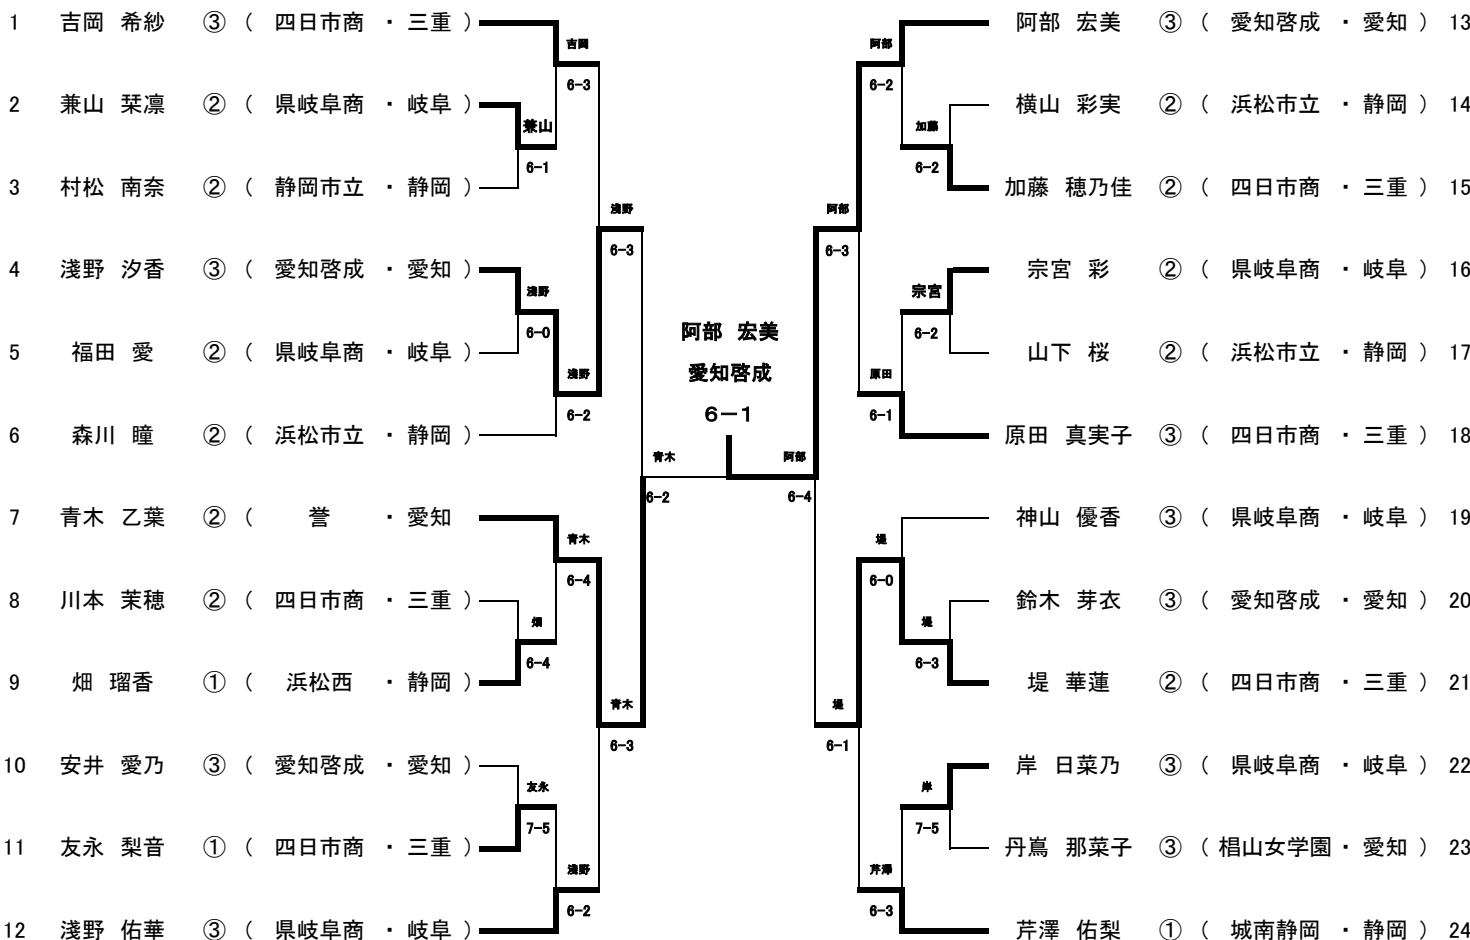 1 吉岡 希紗 ③ ( 四日市商 ・ 三重 )
吉岡
6-3
2 兼山 栞凛 ② ( 県岐阜商 ・ 岐阜 )
兼山
6-1
3 村松 南奈 ② ( 静岡市立 ・ 静岡 )
浅野
6-3
4 淺野 汐香 ③ ( 愛知啓成 ・ 愛知 )
淺野
6-0
5 福田 愛 ② ( 県岐阜商 ・ 岐阜 )
淺野
6-2
6 森川 瞳 ② ( 浜松市立 ・ 静岡 )
青木
6-2
7 青木 乙葉 ② ( 誉 ・ 愛知
青木
6-4
8 川本 茉穂 ② ( 四日市商 ・ 三重 )
畑
6-4
9 畑 瑠香 ① ( 浜松西 ・ 静岡 )
青木
6-3
10 安井 愛乃 ③ ( 愛知啓成 ・ 愛知 )
友永
7-5
11 友永 梨音 ① ( 四日市商 ・ 三重 )
淺野
6-2
12 淺野 佑華 ③ ( 県岐阜商 ・ 岐阜 )
阿部 宏美
愛知啓成
6-1
阿部 宏美 ③ ( 愛知啓成 ・ 愛知 ) 13
阿部
6-2
横山 彩実 ② ( 浜松市立 ・ 静岡 ) 14
加藤
6-2
加藤 穂乃佳 ② ( 四日市商 ・ 三重 ) 15
阿部
6-3
宗宮 彩 ② ( 県岐阜商 ・ 岐阜 ) 16
宗宮
6-2
山下 桜 ② ( 浜松市立 ・ 静岡 ) 17
原田
6-1
原田 真実子 ③ ( 四日市商 ・ 三重 ) 18
阿部
6-4
神山 優香 ③ ( 県岐阜商 ・ 岐阜 ) 19
堤
6-0
鈴木 芽衣 ③ ( 愛知啓成 ・ 愛知 ) 20
堤
6-3
堤 華蓮 ② ( 四日市商 ・ 三重 ) 21
堤
6-1
岸 日菜乃 ③ ( 県岐阜商 ・ 岐阜 ) 22
岸
7-5
丹嶌 那菜子 ③ ( 椙山女学園 ・ 愛知 ) 23
芹澤
6-3
芹澤 佑梨 ① ( 城南静岡 ・ 静岡 ) 24